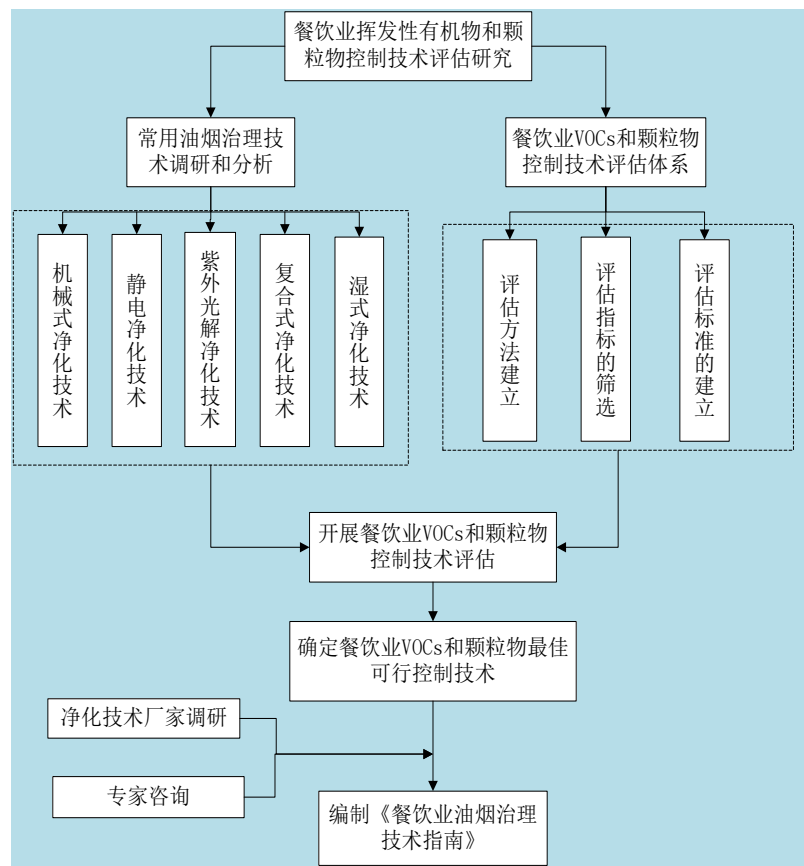 餐饮业挥发性有机物和颗
粒物控制技术评估研究
常用油烟治理技
术调研和分析
餐饮业VOCs和颗粒物
控制技术评估体系
机械式净化技术
静电净化技术
紫外光解净化技术
复合式净化技术
湿式净化技术
评估方法建立
评估指标的筛选
评估标准的建立
开展餐饮业VOCs和颗粒物
控制技术评估
确定餐饮业VOCs和颗粒物最佳
可行控制技术
净化技术厂家调研
专家咨询
编制《餐饮业油烟治理
技术指南》